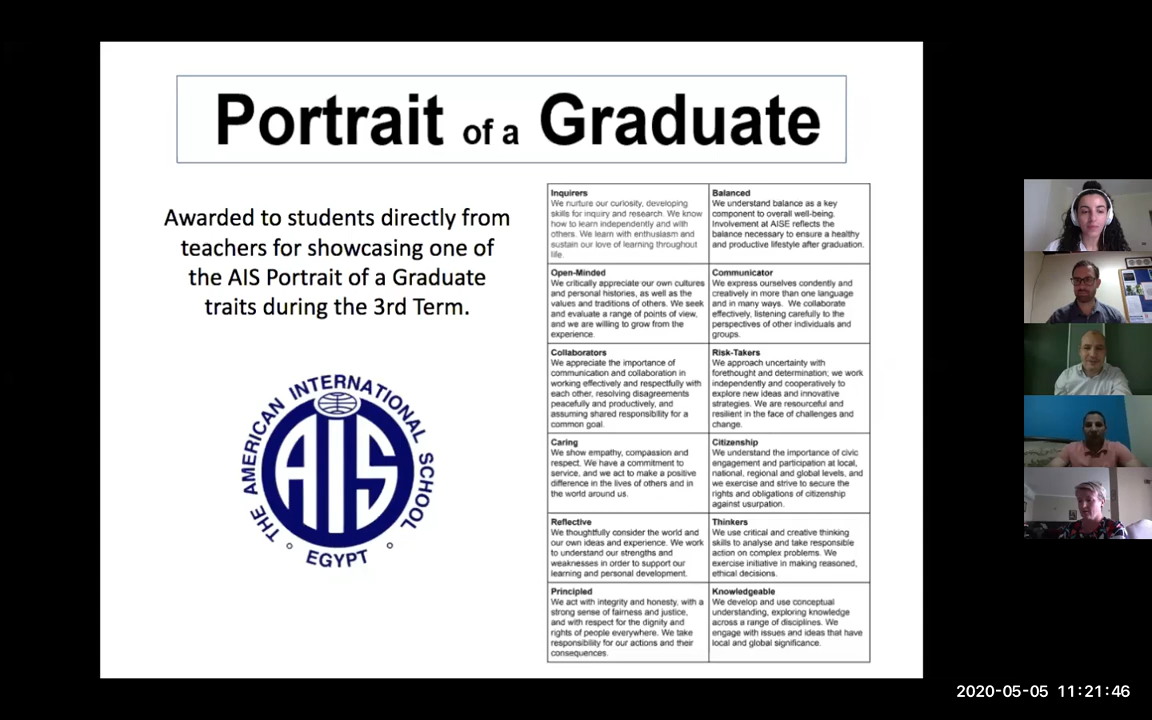 Portrait of a Graduate
Awarded to students directly from
teachers for showcasing one of
the AIS Portrait of a Graduate
traits during the 3rd Term.
THE AMERICAN INTERNATIONAL SCHOOL
AIS
EGYPT
Inquirers
We nurture our curiosity, developing
skills for inquiry and research. We know
how to learn independently and with
others. We learn with enthusiasm and
sustain our love of learning throughout
life.
Balanced
We understand balance as a key
component to overall well-being.
Involvement at AISE reflects the
balance necessary to ensure a healthy
and productive lifestyle after graduation.
Open-Minded
We critically appreciate our own cultures
and personal histories, as well as the
values and traditions of others. We seek
and evaluate a range of points of view,
and we are willing to grow from the
experience.
Communicator
We express ourselves condently and
creatively in more than one language
and in many ways. We collaborate
effectively, listening carefully to the
perspectives of other individuals and
groups.
Collaborators
We appreciate the importance of
communication and collaboration in
working effectively and respectfully with
each other, resolving disagreements
peacefully and productively, and
assuming shared responsibility for a
common goal.
Risk-Takers
We approach uncertainty with
forethought and determination; we work
independently and cooperatively to
explore new ideas and innovative
strategies. We are resourceful and
resilient in the face of challenges and
change.
Caring
We show empathy, compassion and
respect. We have a commitment to
service, and we act to make a positive
difference in the lives of others and in
the world around us.
Citizenship
We understand the importance of civic
engagement and participation at local,
national, regional and global levels, and
we exercise and strive to secure the
rights and obligations of citizenship
against usurpation.
Reflective
We thoughtfully consider the world and
our own ideas and experience. We work
to understand our strengths and
weaknesses in order to support our
learning and personal development.
Thinkers
We use critical and creative thinking
skills to analyse and take responsible
action on complex problems. We
exercise initiative in making reasoned,
ethical decisions.
Principled
We act with integrity and honesty, with a
strong sense of fairness and justice,
and with respect for the dignity and
rights of people everywhere. We take
responsibility for our actions and their
consequences.
Knowledgeable
We develop and use conceptual
understanding, exploring knowledge
across a range of disciplines. We
engage with issues and ideas that have
local and global significance.
2020-05-05 11:21:46